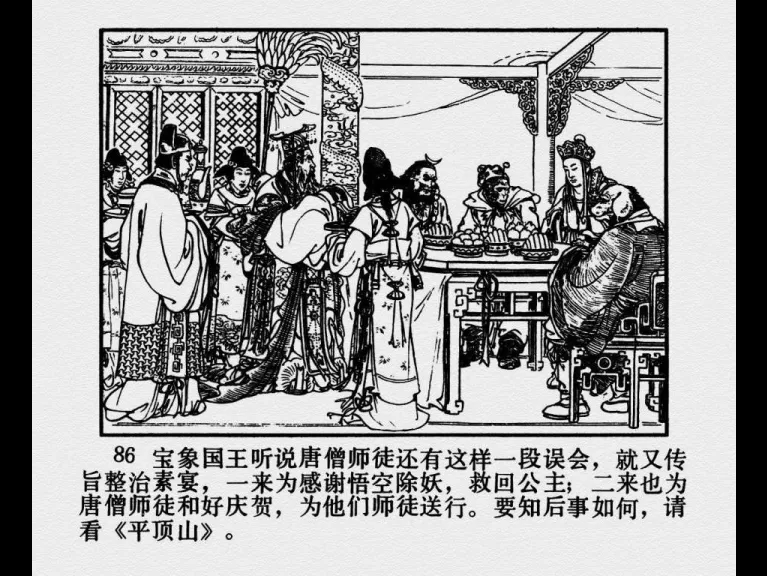 86 宝象国王听说唐僧师徒还有这样一段误会，就又传
旨整治素宴，一来为感谢悟空除妖，救回公主；二来也为
唐僧师徒和好庆贺，为他们师徒送行。要知后事如何，请
看《平顶山》。